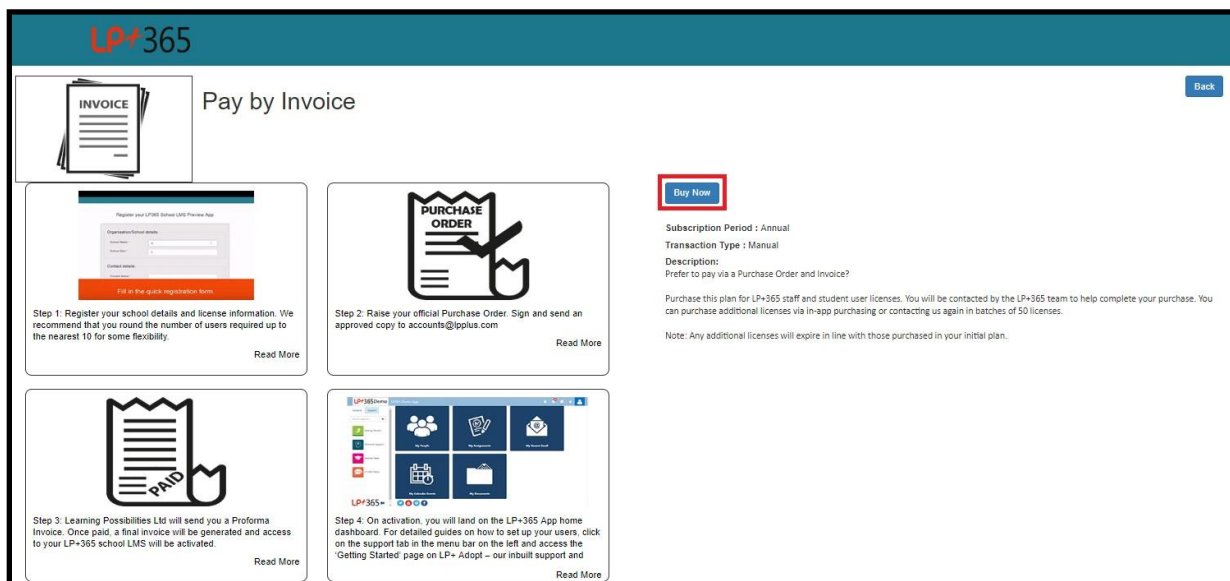 LP+365
Back
INVOICE
Pay by Invoice
Register your LP365 School LMS Preview App
Organisation/School details
Contact details
Fill in the quick registration form.
Step 1: Register your school details and license information. We
recommend that you round the number of users required up to
the nearest 10 for some flexibility.
Read More
PURCHASE
ORDER
Step 2: Raise your official Purchase Order. Sign and send an
approved copy to accounts@lpplus.com
Read More
Buy Now
Subscription Period : Annual
Transaction Type : Manual
Description:
Prefer to pay via a Purchase Order and Invoice?
Purchase this plan for LP+365 staff and student user licenses. You will be contacted by the LP+365 team to help complete your purchase. You
can purchase additional licenses via in-app purchasing or contacting us again in batches of 50 licenses.
Note: Any additional licenses will expire in line with those purchased in your initial plan.
PAID
Step 3: Learning Possibilities Ltd will send you a Proforma
Invoice. Once paid, a final invoice will be generated and access
to your LP+365 school LMS will be activated.
Read More
LP+365Demo
My People
My Assignments
My Recent Email
My Calendar Events
My Documents
LP+365
Step 4: On activation, you will land on the LP+365 App home
dashboard. For detailed guides on how to set up your users, click
on the support tab in the menu bar on the left and access the
'Getting Started' page on LP+ Adopt – our inbuilt support and
Read More